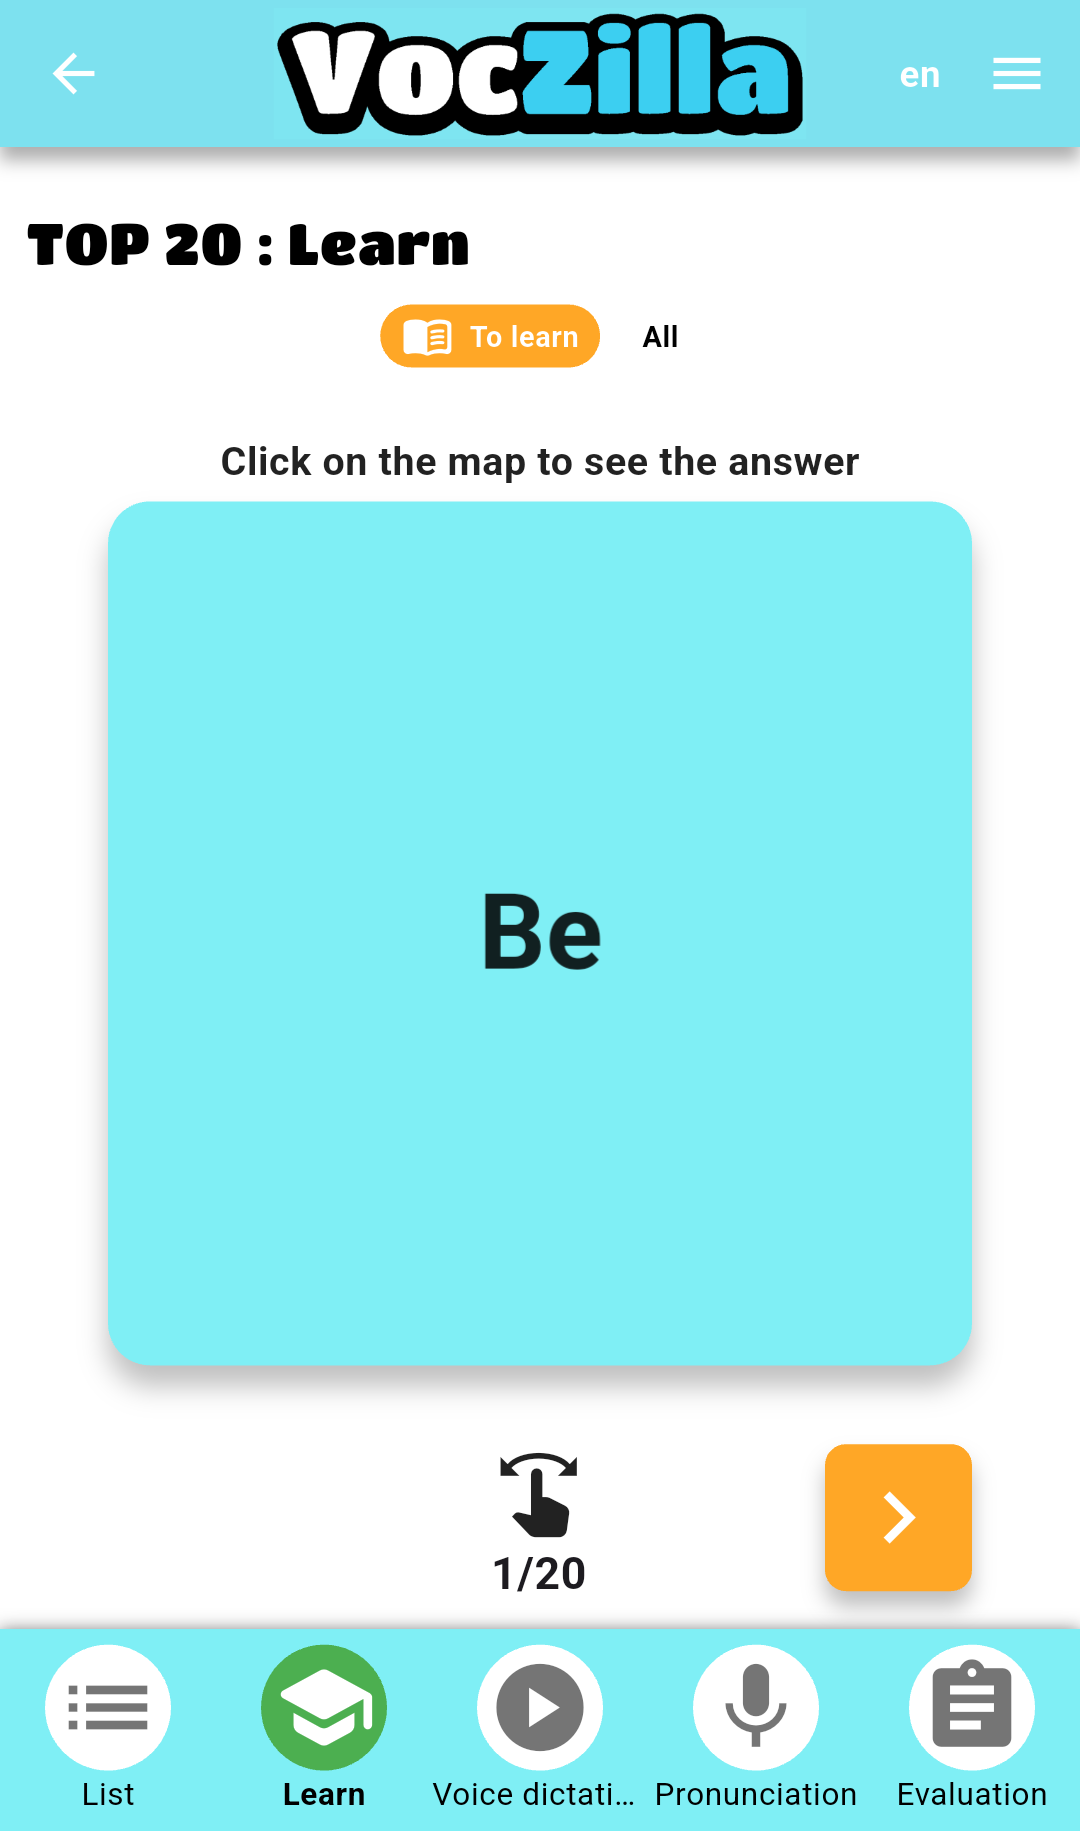 VocZilla
en
TOP 20 : Learn
To learn
All
Click on the map to see the answer
Be
1/20
List
Learn
Voice dictati...
Pronunciation
Evaluation